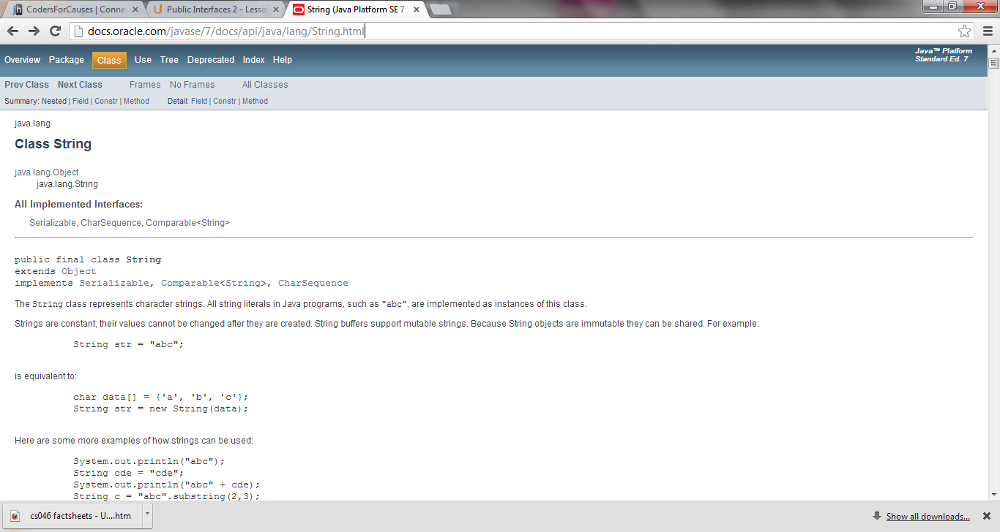 CodersForCauses | Conne
Public Interfaces 2 - Lesso
String (Java Platform SE 7
docs.oracle.com/javase/7/docs/api/java/lang/String.html
Overview Package Class Use Tree Deprecated Index Help
Java™ Platform
Standard Ed. 7
Prev Class Next Class Frames No Frames All Classes
Summary: Nested | Field | Constr | Method Detail: Field | Constr | Method
java.lang
Class String
java.lang.Object
java.lang.String
All Implemented Interfaces:
Serializable, CharSequence, Comparable<String>
public final class String
extends Object
implements Serializable, Comparable<String>, CharSequence
The String class represents character strings. All string literals in Java programs, such as "abc", are implemented as instances of this class.
Strings are constant; their values cannot be changed after they are created. String buffers support mutable strings. Because String objects are immutable they can be shared. For example:
String str = "abc";
is equivalent to:
char data[] = {'a', 'b', 'c'};
String str = new String(data);
Here are some more examples of how strings can be used:
System.out.println("abc");
String cde = "cde";
System.out.println("abc" + cde);
String c = "abc".substring(2,3);
cs046 factsheets - U....htm
Show all downloads...